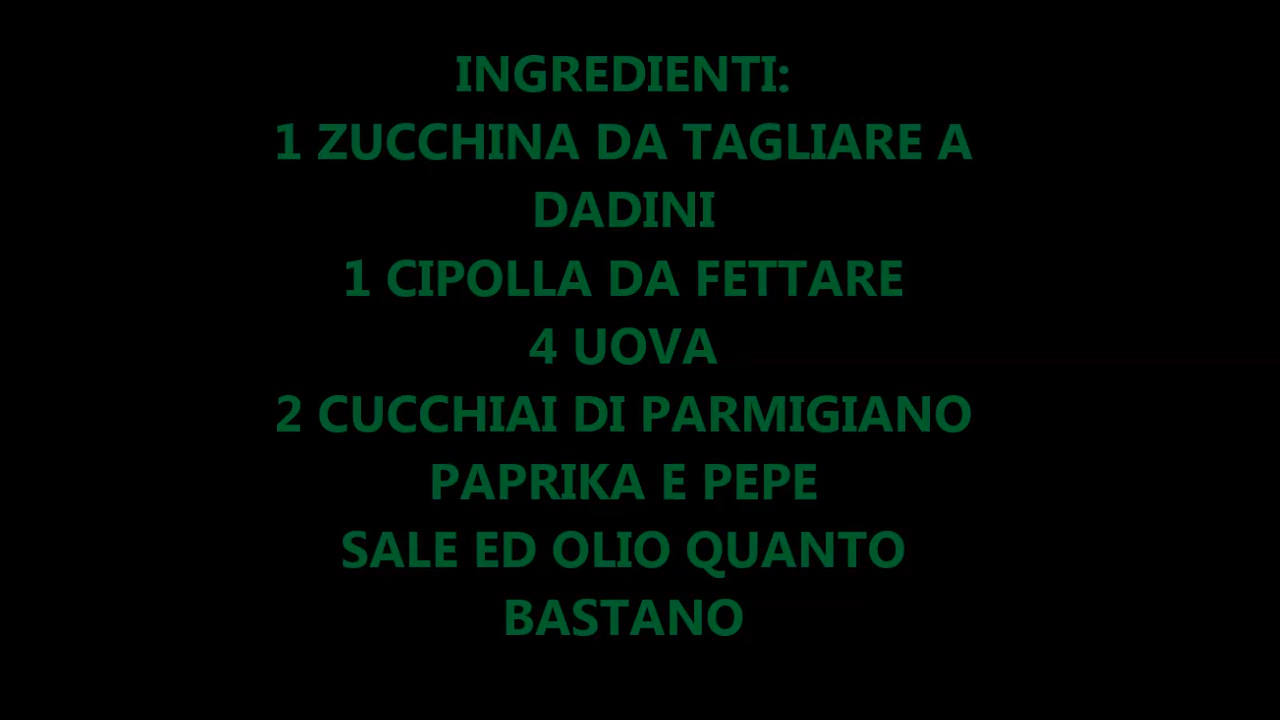 INGREDIENTI:
1 ZUCCHINA DA TAGLIARE A
DADINI
1 CIPOLLA DA FETTARE
4 UOVA
2 CUCCHIAI DI PARMIGIANO
PAPRIKA E PEPE
SALE ED OLIO QUANTO
BASTANO